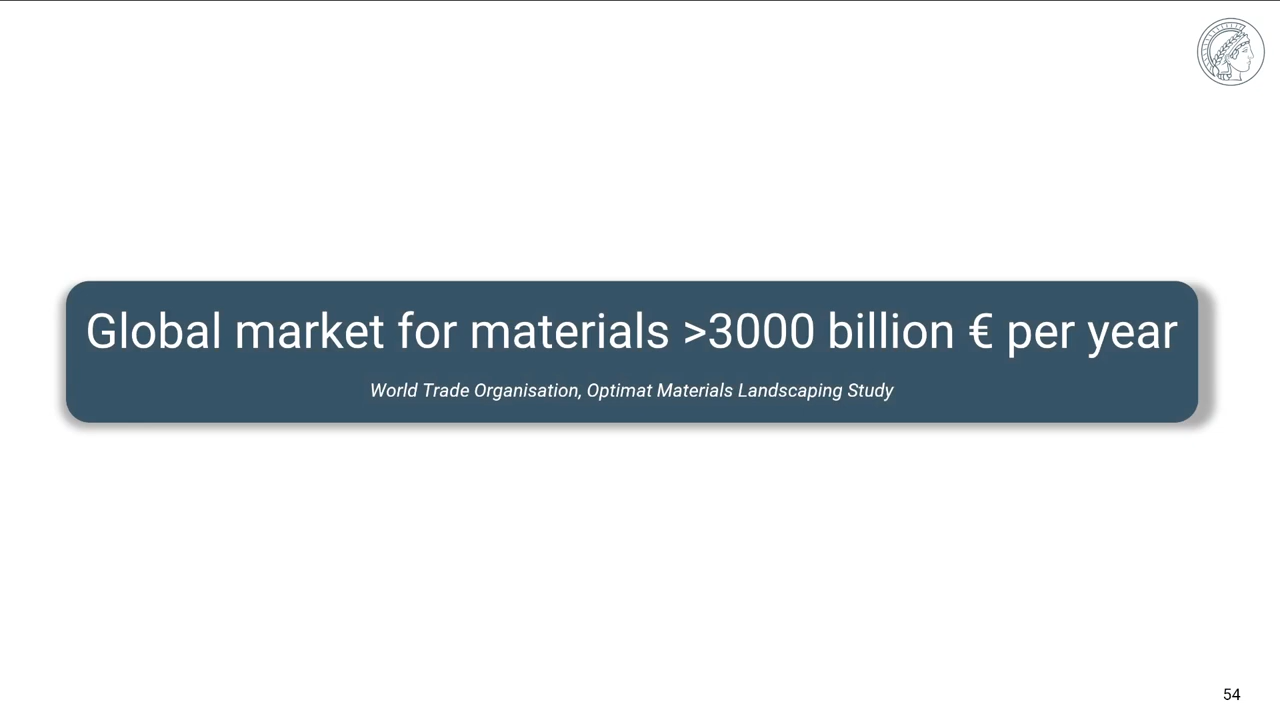 Global market for materials >3000 billion € per year
World Trade Organisation, Optimat Materials Landscaping Study
54